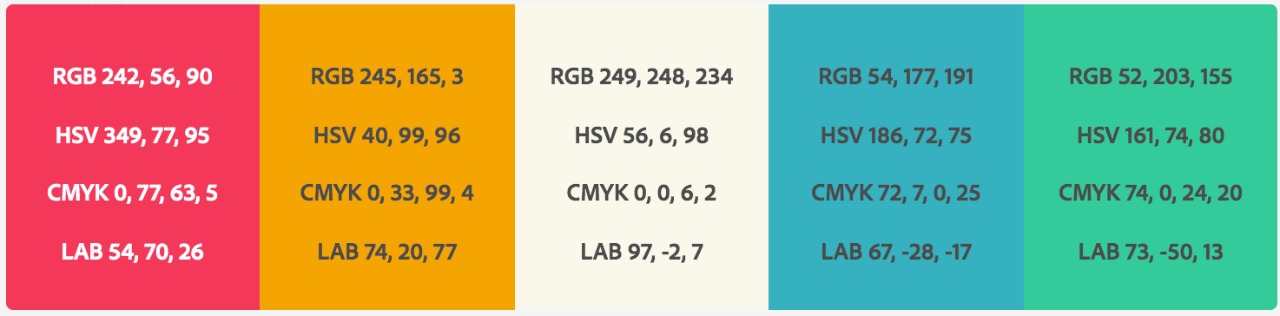 RGB 242, 56, 90
HSV 349, 77, 95
CMYK 0, 77, 63, 5
LAB 54, 70, 26
RGB 245, 165, 3
HSV 40, 99, 96
CMYK 0, 33, 99, 4
LAB 74, 20, 77
RGB 249, 248, 234
HSV 56, 6, 98
CMYK 0, 0, 6, 2
LAB 97, -2, 7
RGB 54, 177, 191
HSV 186, 72, 75
CMYK 72, 7, 0, 25
LAB 67, -28, -17
RGB 52, 203, 155
HSV 161, 74, 80
CMYK 74, 0, 24, 20
LAB 73, -50, 13